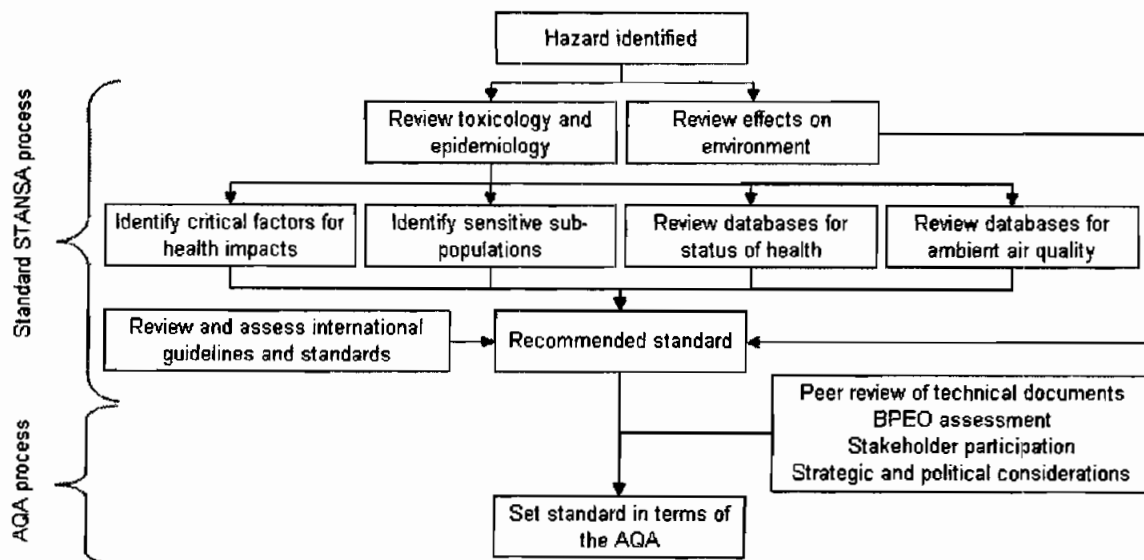 Hazard identified
Standard STANSA process
Review toxicology and
epidemiology
Review effects on
environment
Identify critical factors for
health impacts
Identify sensitive sub-
populations
Review databases for
status of health
Review databases for
ambient air quality
Review and assess international
guidelines and standards
Recommended standard
AQA process
Peer review of technical documents
BPEO assessment
Stakeholder participation
Strategic and political considerations
Set standard in terms of
the AQA